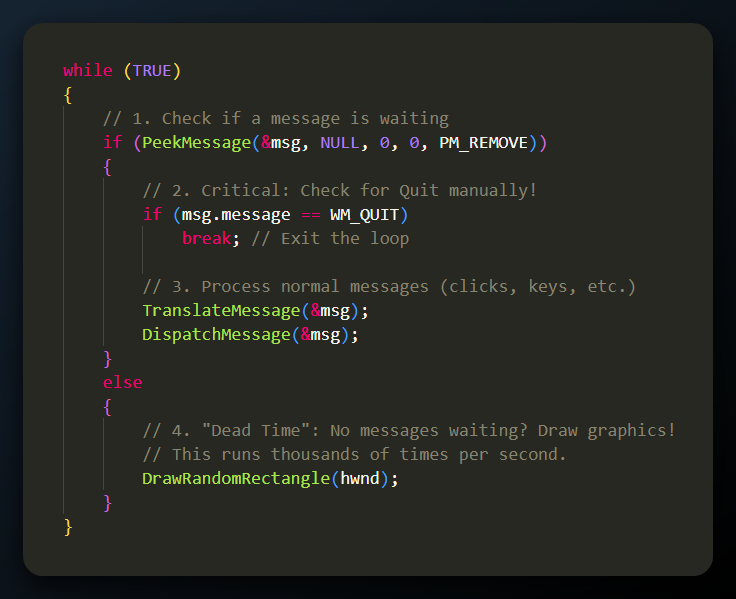 while (TRUE)
{
// 1. Check if a message is waiting
if (PeekMessage(&msg, NULL, 0, 0, PM_REMOVE))
{
// 2. Critical: Check for Quit manually!
if (msg.message == WM_QUIT)
break; // Exit the loop
// 3. Process normal messages (clicks, keys, etc.)
TranslateMessage(&msg);
DispatchMessage(&msg);
}
else
{
// 4. "Dead Time": No messages waiting? Draw graphics!
// This runs thousands of times per second.
DrawRandomRectangle(hwnd);
}
}